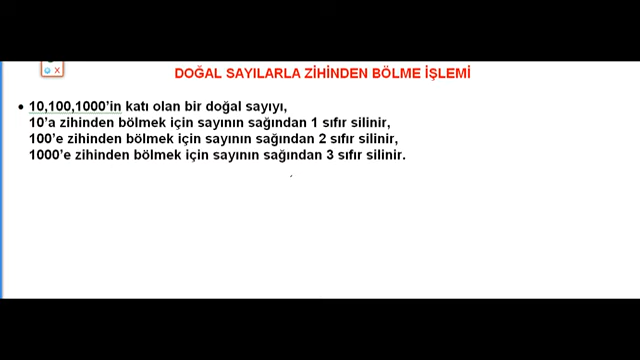 DOĞAL SAYILARLA ZİHİNDEN BÖLME İŞLEMİ
• 10,100,1000’in katı olan bir doğal sayıyı,
10’a zihinden bölmek için sayının sağından 1 sıfır silinir,
100’e zihinden bölmek için sayının sağından 2 sıfır silinir,
1000’e zihinden bölmek için sayının sağından 3 sıfır silinir.